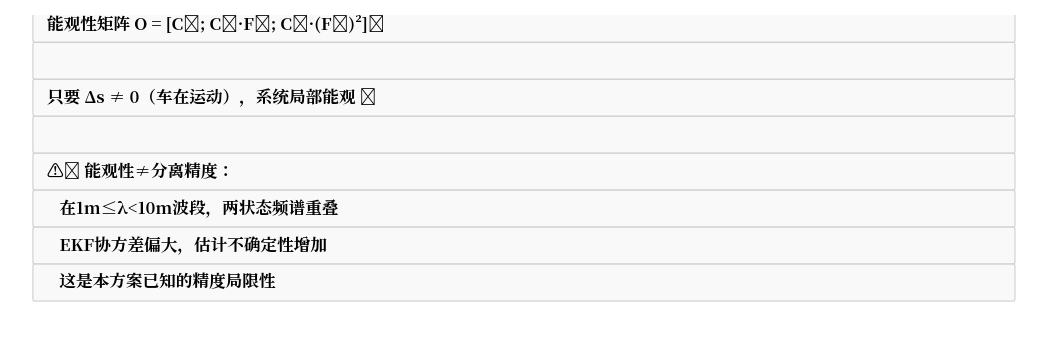 能观性矩阵 O = [C□; C□·F□; C□·(F□)²]□
只要 Δs ≠ 0（车在运动），系统局部能观 □
⚠□ 能观性≠分离精度：
在1m≤λ<10m波段，两状态频谱重叠
EKF协方差偏大，估计不确定性增加
这是本方案已知的精度局限性